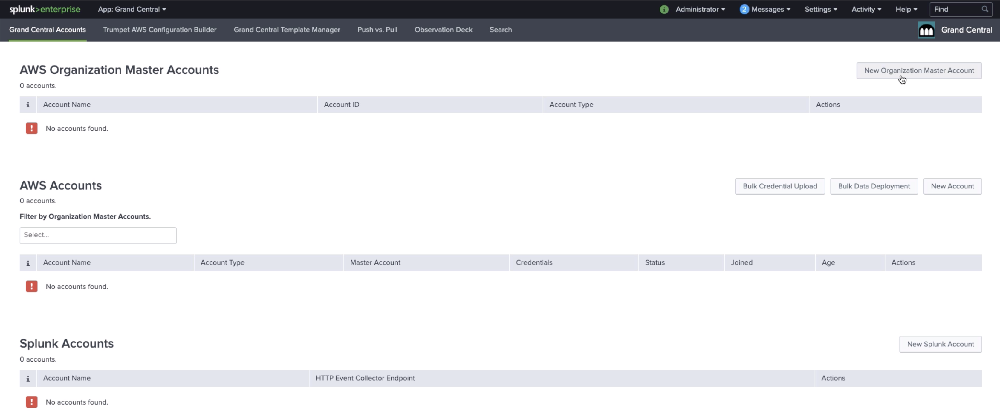 splunk>enterprise App: Grand Central Administrator 2 Messages Settings Activity Help Find
Grand Central Accounts Trumpet AWS Configuration Builder Grand Central Template Manager Push vs. Pull Observation Deck Search Grand Central
AWS Organization Master Accounts New Organization Master Account
0 accounts.
i Account Name Account ID Account Type Actions
! No accounts found.
AWS Accounts Bulk Credential Upload Bulk Data Deployment New Account
0 accounts.
Filter by Organization Master Accounts.
Select...
i Account Name Account Type Master Account Credentials Status Joined Age Actions
! No accounts found.
Splunk Accounts New Splunk Account
0 accounts.
i Account Name HTTP Event Collector Endpoint Actions
! No accounts found.